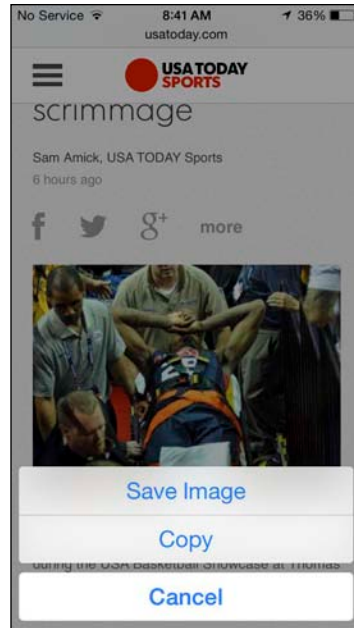 No Service 8:41 AM 36%
usatoday.com
USA TODAY
SPORTS
scrimmage
Sam Amick, USA TODAY Sports
6 hours ago
f g+ more
29
Save Image
Copy
during the USA Basketball Showcase at Thomas
Cancel